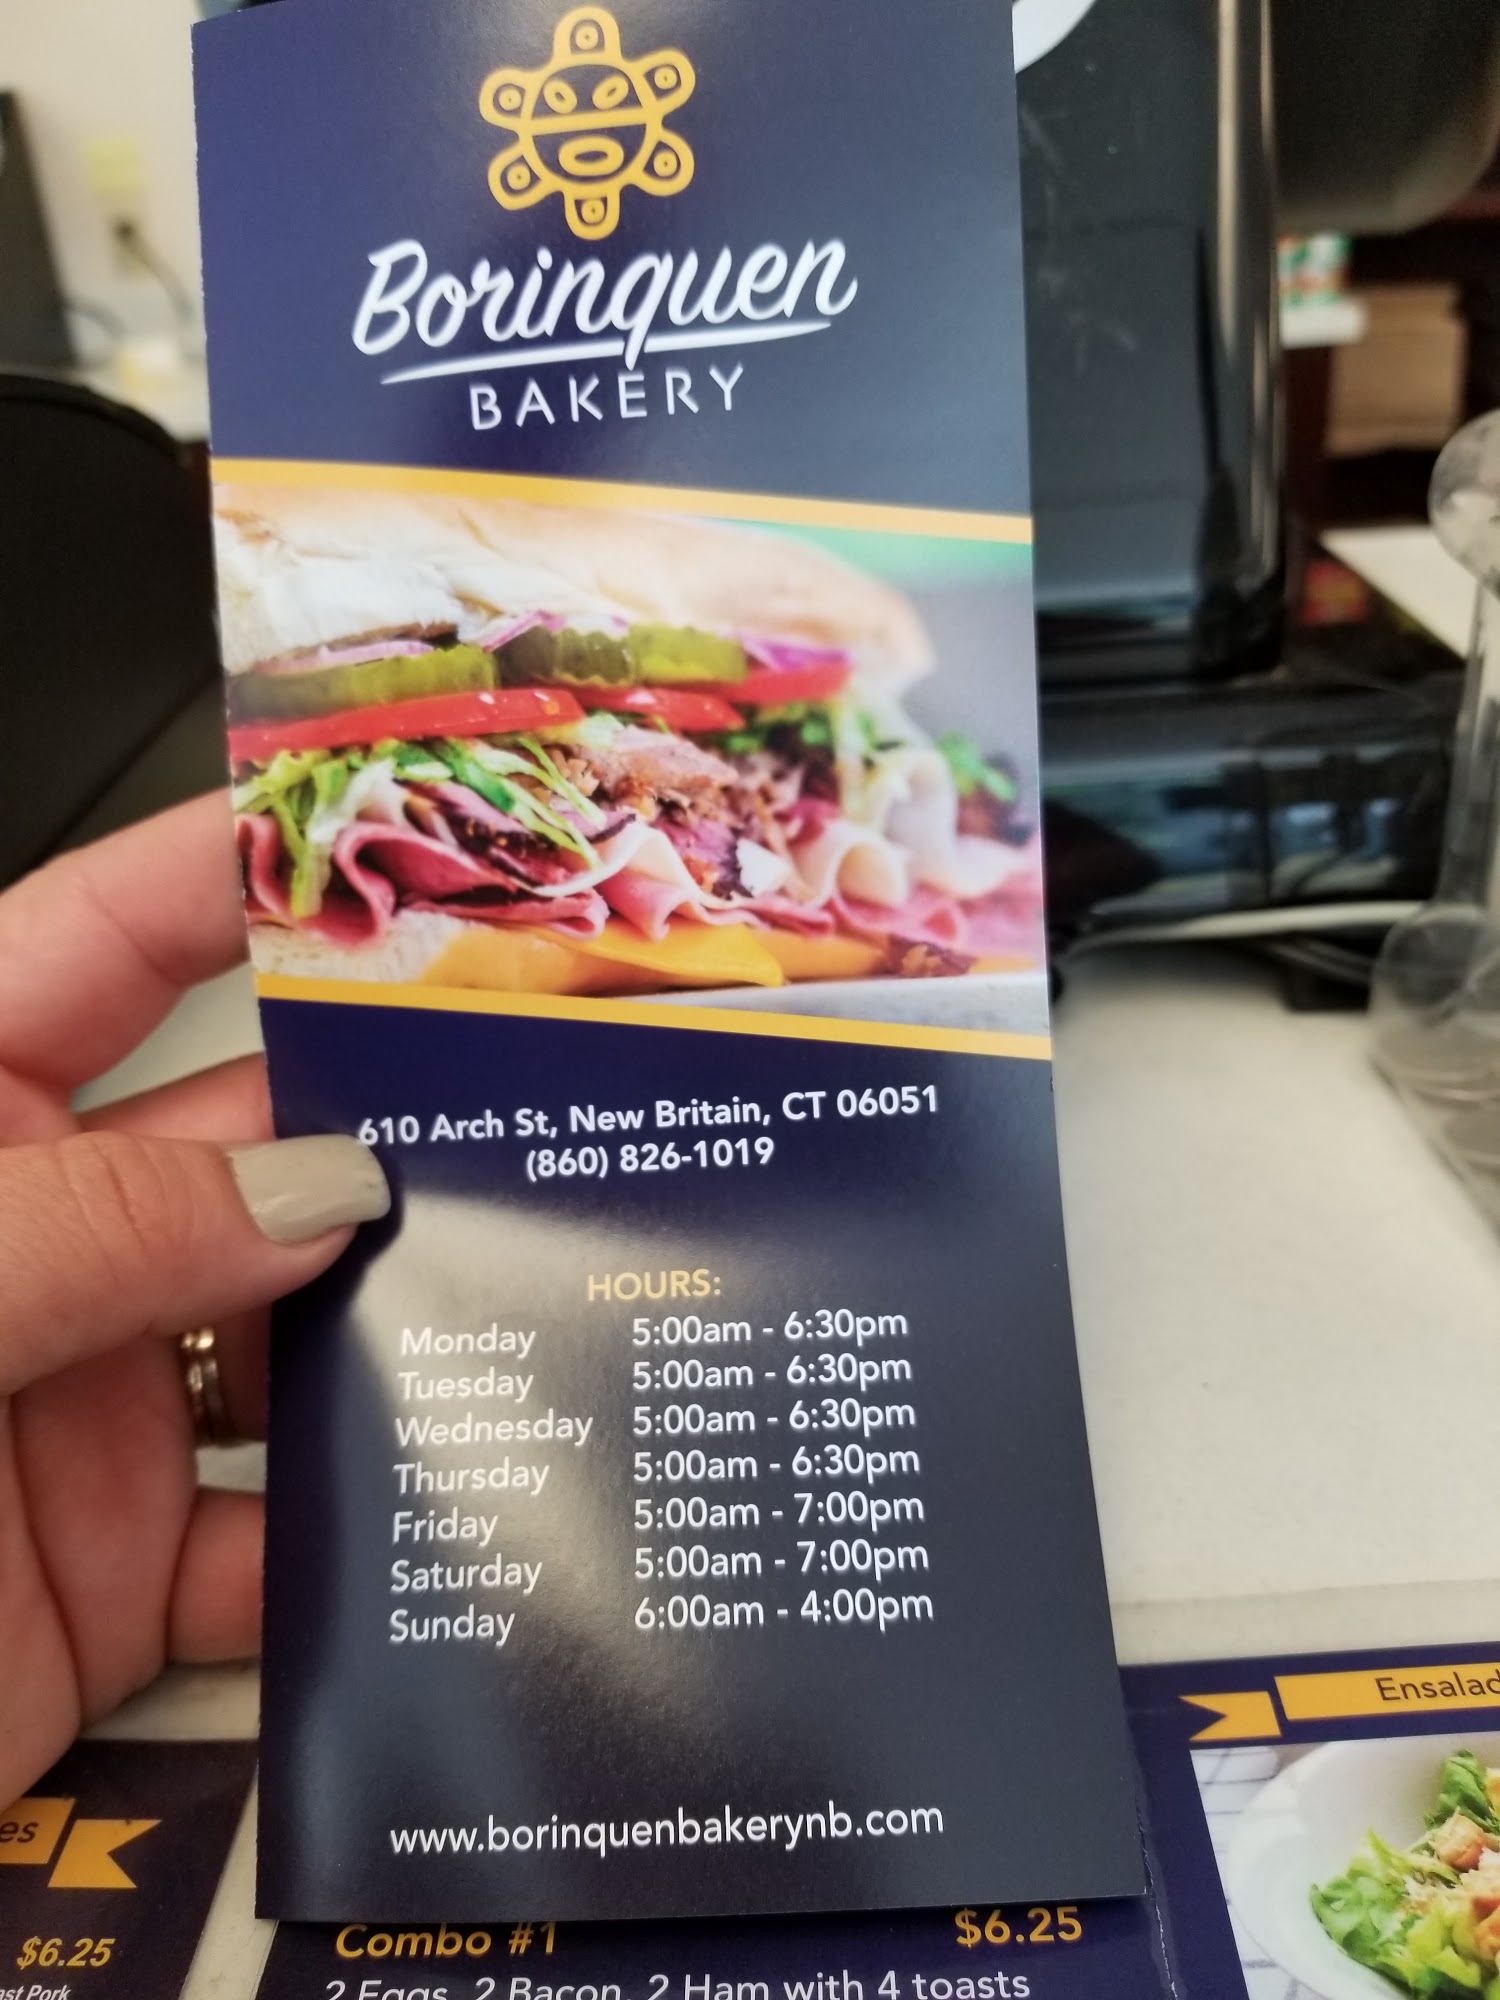 Borinquen
BAKERY
610 Arch St, New Britain, CT 06051
(860) 826-1019
HOURS:
Monday 5:00am - 6:30pm
Tuesday 5:00am - 6:30pm
Wednesday 5:00am - 6:30pm
Thursday 5:00am - 6:30pm
Friday 5:00am - 7:00pm
Saturday 5:00am - 7:00pm
Sunday 6:00am - 4:00pm
www.borinquenbakerynb.com
Combo #1 $6.25
2 Eggs, 2 Bacon, 2 Ham with 4 toasts
$6.25
Pork